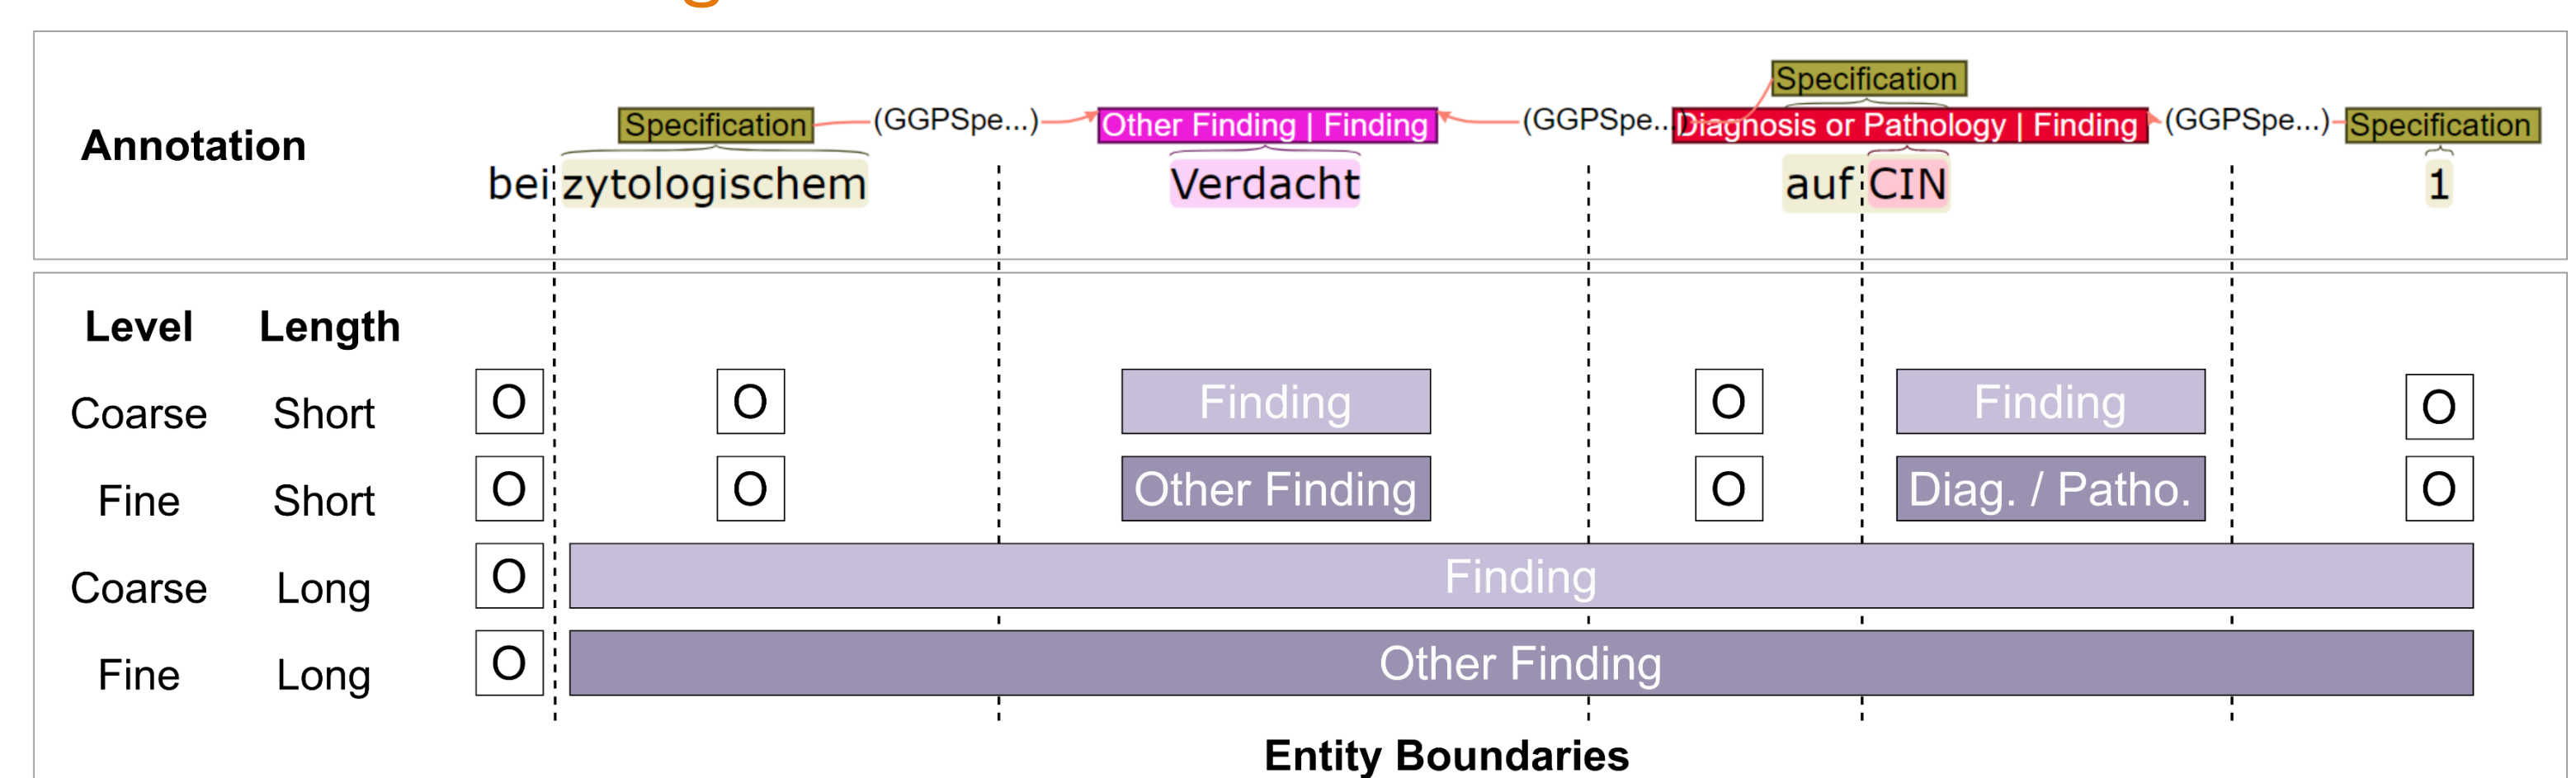 Specification
Annotation Specification (GGPSpe...) Other Finding | Finding (GGPSpe...) Diagnosis or Pathology | Finding (GGPSpe...) Specification
bei zytologischem Verdacht auf CIN 1
Level Length
Coarse Short O O Finding O Finding O
Fine Short O O Other Finding O Diag. / Patho. O
Coarse Long O Finding
Fine Long O Other Finding
Entity Boundaries